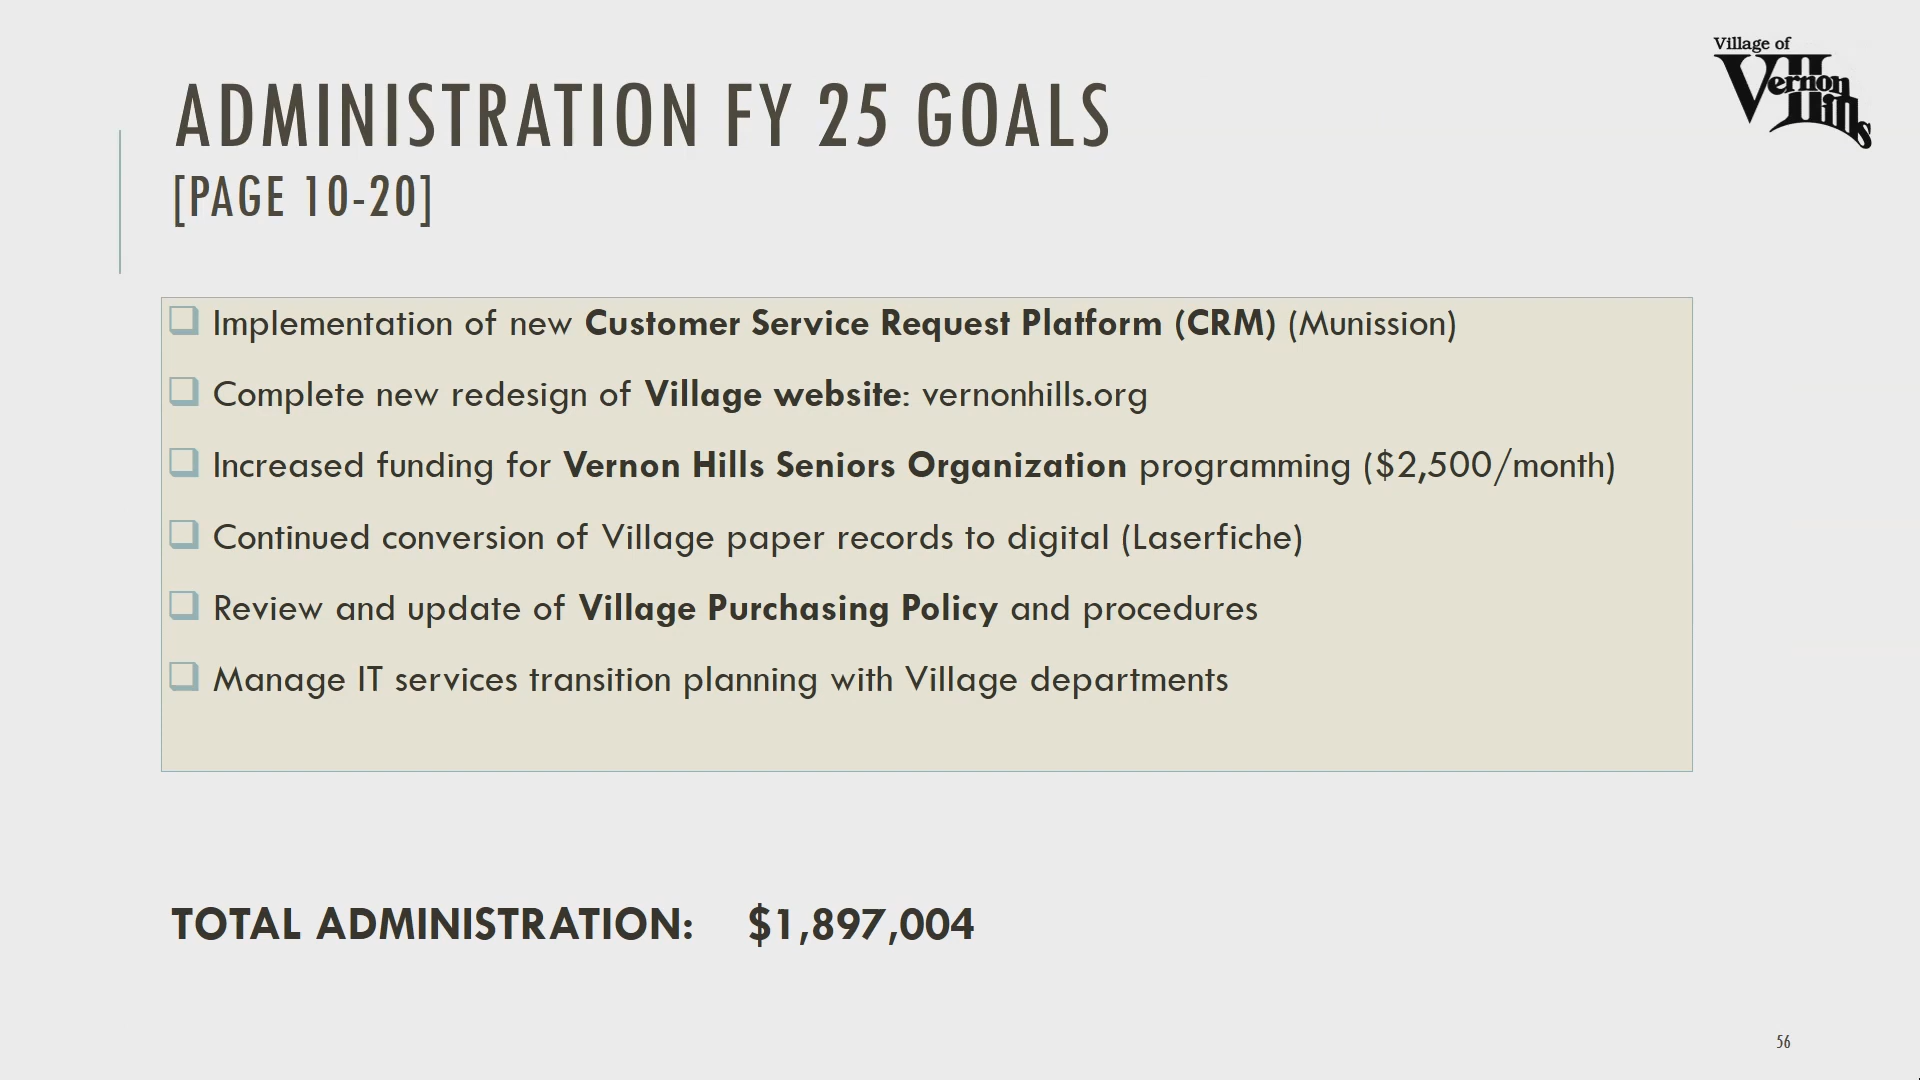 Village of
Vernon
Hills
ADMINISTRATION FY 25 GOALS
[PAGE 10-20]
Implementation of new Customer Service Request Platform (CRM) (Munission)
Complete new redesign of Village website: vernonhills.org
Increased funding for Vernon Hills Seniors Organization programming ($2,500/month)
Continued conversion of Village paper records to digital (Laserfiche)
Review and update of Village Purchasing Policy and procedures
Manage IT services transition planning with Village departments
TOTAL ADMINISTRATION: $1,897,004
56